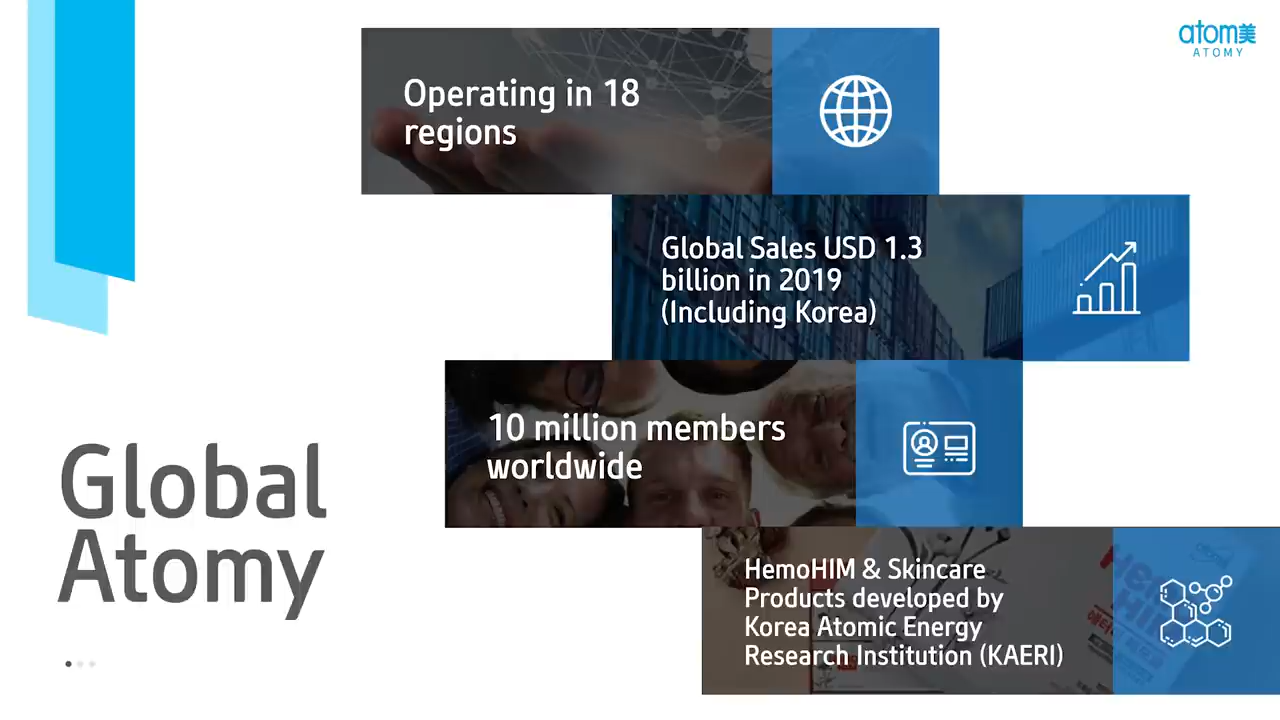 atom美
ATOMY
Operating in 18
regions
Global Sales USD 1.3
billion in 2019
(Including Korea)
10 million members
worldwide
HemoHIM & Skincare
Products developed by
Korea Atomic Energy
Research Institution (KAERI)
Global
Atomy